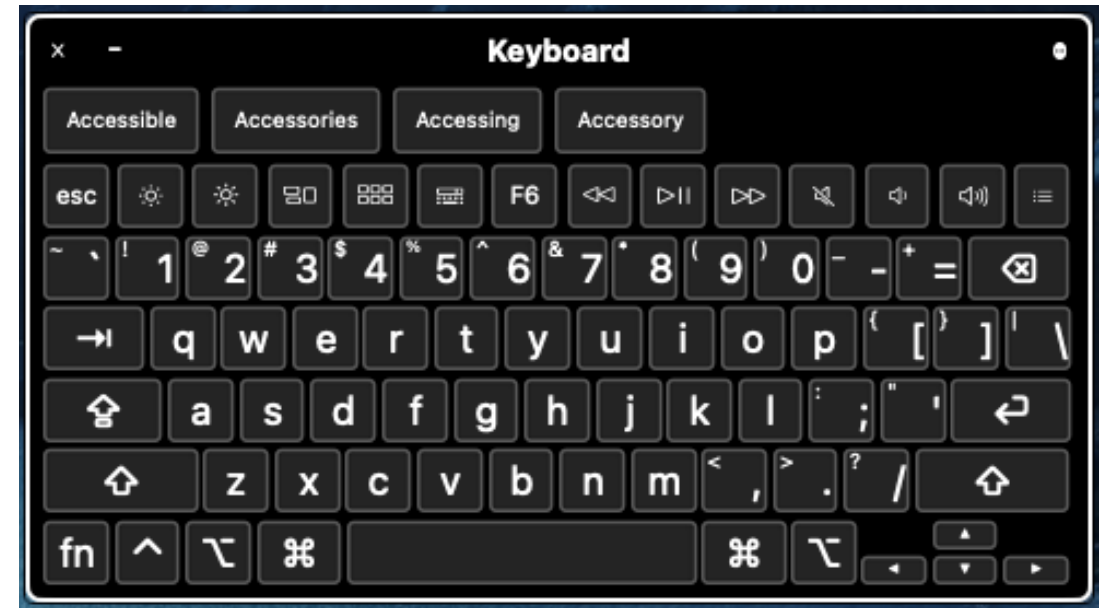 x - Keyboard
Accessible Accessories Accessing Accessory
esc F6
~ ` ! 1 @ 2 # 3 $ 4 % 5 ^ 6 & 7 * 8 ( 9 ) 0 _ - + =
q w e r t y u i o p { [ } ] | \
a s d f g h j k l : ; " '
z x c v b n m < , > . ? /
fn ^ ⌥ ⌘ ⌘ ⌥